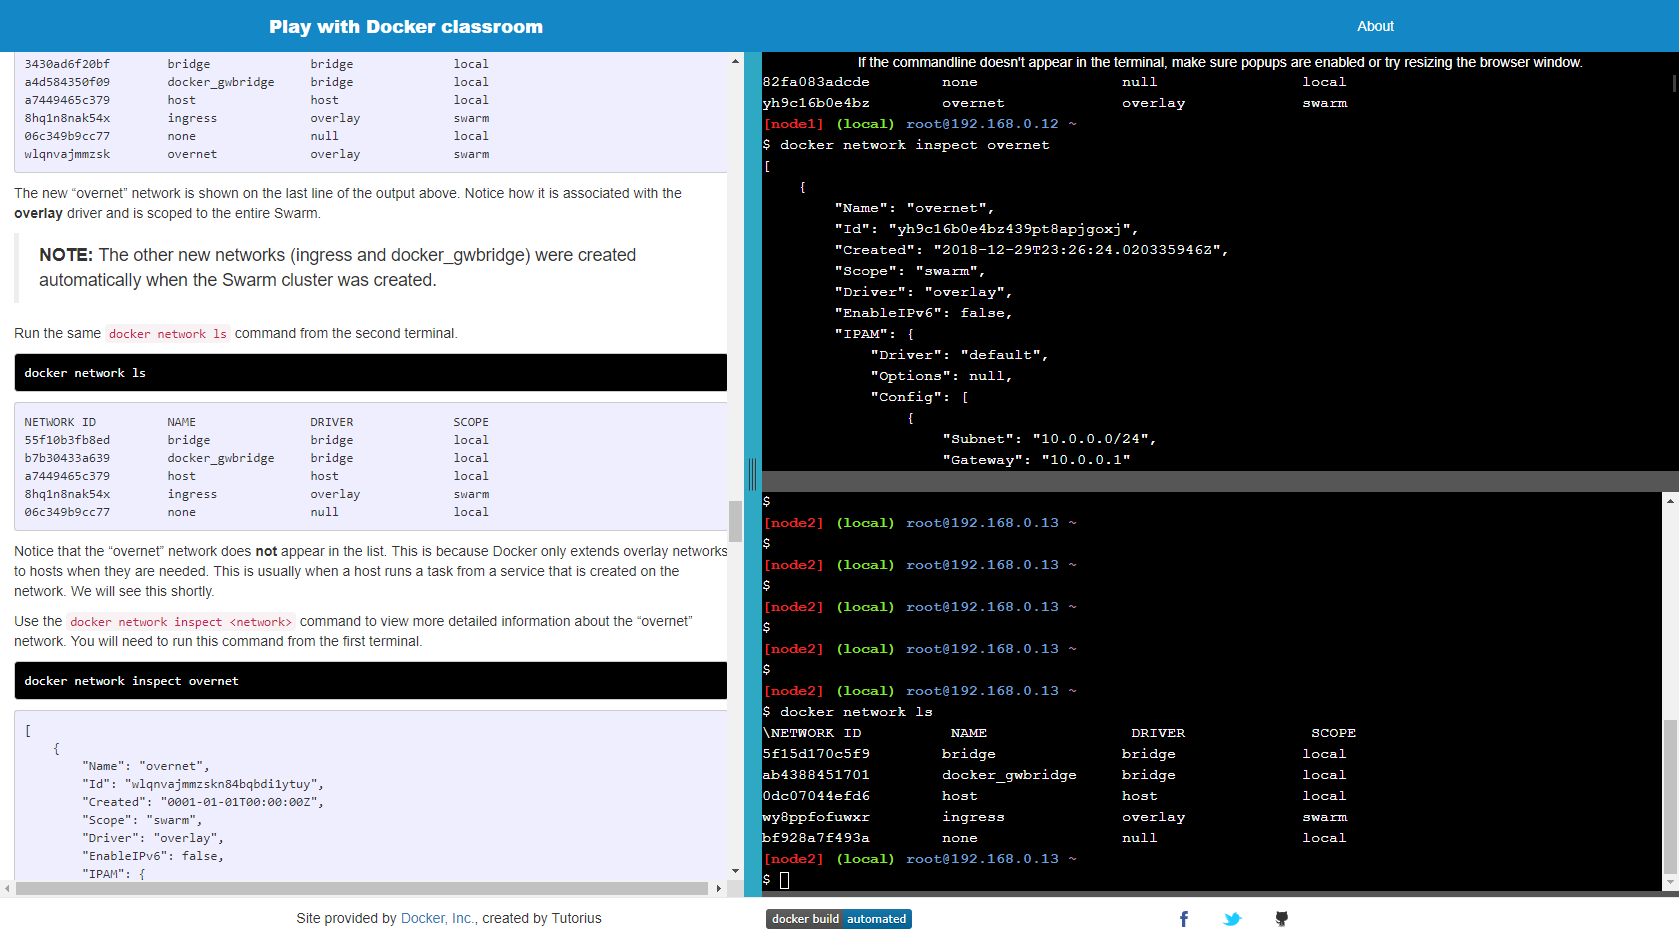 Play with Docker classroom
About
3430ad6f20bf bridge bridge local
a4d584350f09 docker_gwbridge bridge local
a7449465c379 host host local
8hq1n8nak54x ingress overlay swarm
06c349b9cc77 none null local
wlqnvajmmzsk overnet overlay swarm
The new “overnet” network is shown on the last line of the output above. Notice how it is associated with the
overlay driver and is scoped to the entire Swarm.
NOTE: The other new networks (ingress and docker_gwbridge) were created
automatically when the Swarm cluster was created.
Run the same docker network ls command from the second terminal.
docker network ls
NETWORK ID NAME DRIVER SCOPE
55f10b3fb8ed bridge bridge local
b7b30433a639 docker_gwbridge bridge local
a7449465c379 host host local
8hq1n8nak54x ingress overlay swarm
06c349b9cc77 none null local
Notice that the “overnet” network does not appear in the list. This is because Docker only extends overlay networks
to hosts when they are needed. This is usually when a host runs a task from a service that is created on the
network. We will see this shortly.
Use the docker network inspect <network> command to view more detailed information about the “overnet”
network. You will need to run this command from the first terminal.
docker network inspect overnet
[
{
"Name": "overnet",
"Id": "wlqnvajmmzskn84bqbdi1ytuy",
"Created": "0001-01-01T00:00:00Z",
"Scope": "swarm",
"Driver": "overlay",
"EnableIPv6": false,
"IPAM": {
If the commandline doesn't appear in the terminal, make sure popups are enabled or try resizing the browser window.
82fa083adcde none null local
yh9c16b0e4bz overnet overlay swarm
[node1] (local) root@192.168.0.12 ~
$ docker network inspect overnet
[
{
"Name": "overnet",
"Id": "yh9c16b0e4bz439pt8apjgoxj",
"Created": "2018-12-29T23:26:24.020335946Z",
"Scope": "swarm",
"Driver": "overlay",
"EnableIPv6": false,
"IPAM": {
"Driver": "default",
"Options": null,
"Config": [
{
"Subnet": "10.0.0.0/24",
"Gateway": "10.0.0.1"
$
[node2] (local) root@192.168.0.13 ~
$
[node2] (local) root@192.168.0.13 ~
$
[node2] (local) root@192.168.0.13 ~
$
[node2] (local) root@192.168.0.13 ~
$
[node2] (local) root@192.168.0.13 ~
$ docker network ls
\NETWORK ID NAME DRIVER SCOPE
5f15d170c5f9 bridge bridge local
ab4388451701 docker_gwbridge bridge local
0dc07044efd6 host host local
wy8ppfofuwxr ingress overlay swarm
bf928a7f493a none null local
[node2] (local) root@192.168.0.13 ~
$
Site provided by Docker, Inc., created by Tutorius
docker build automated